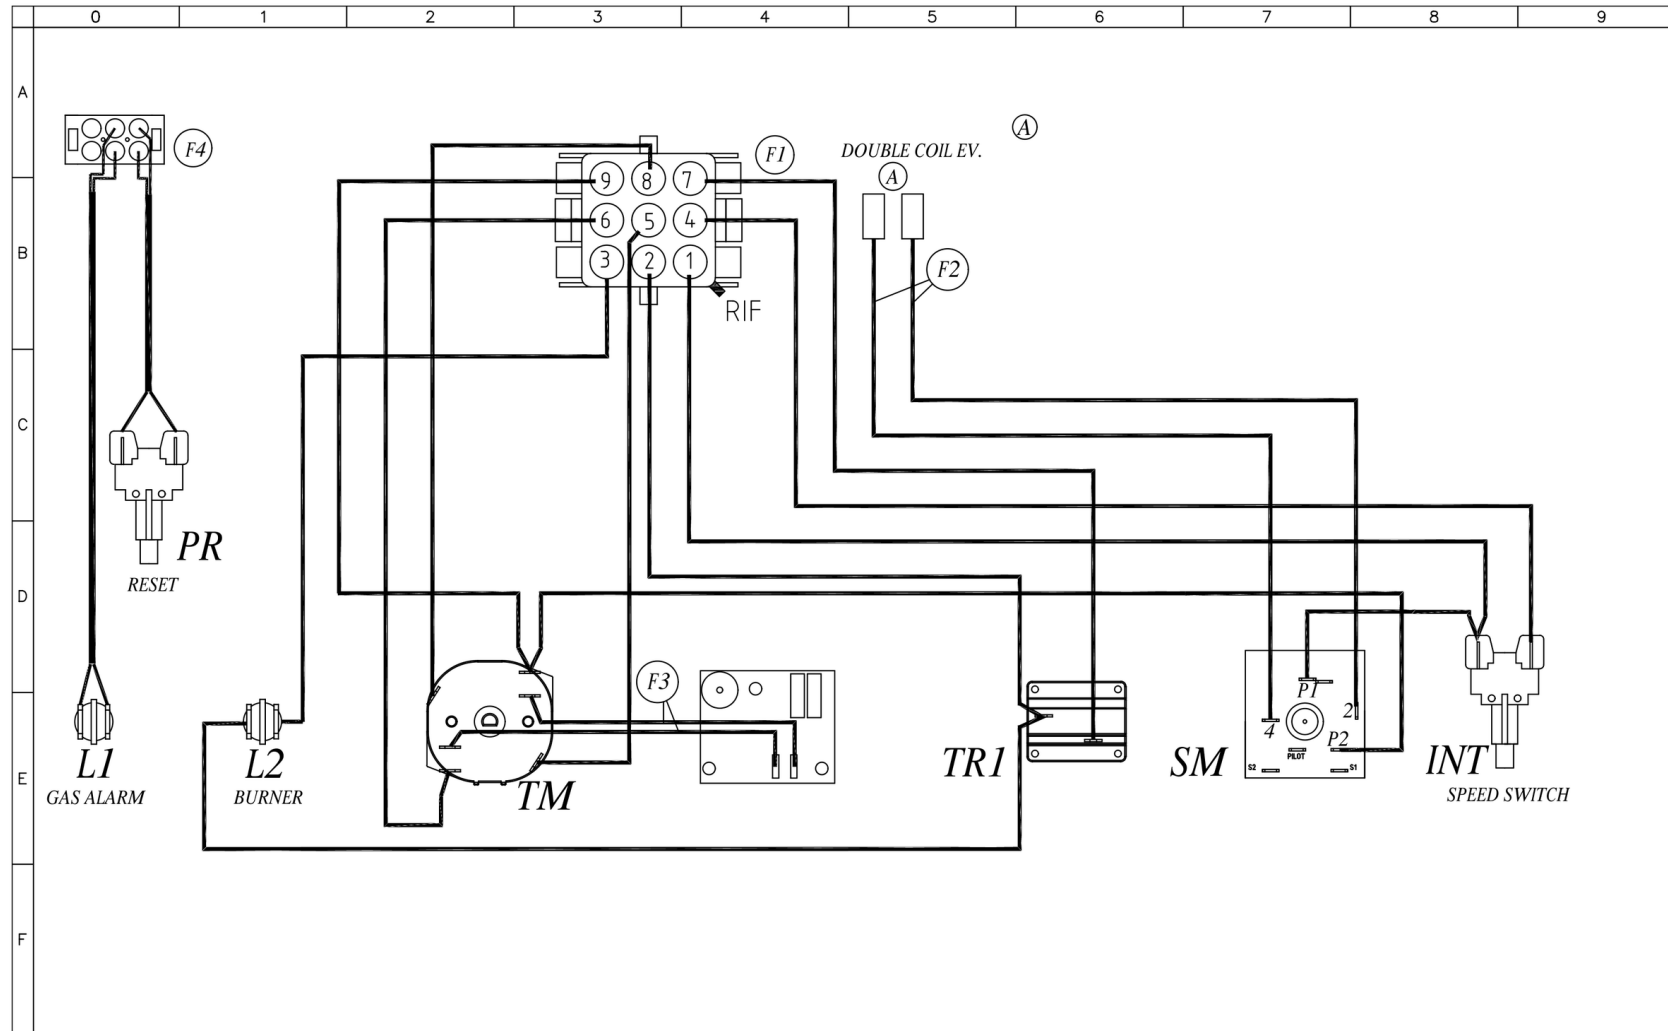 0 1 2 3 4 5 6 7 8 9
A
B
C
D
E
F
F4
F1
DOUBLE COIL EV.
A
A
9 8 7
6 5 4
3 2 1
RIF
F2
PR
RESET
F3
P1
2
4
P2
PILOT
S2
S1
L1
GAS ALARM
L2
BURNER
TM
TR1
SM
INT
SPEED SWITCH